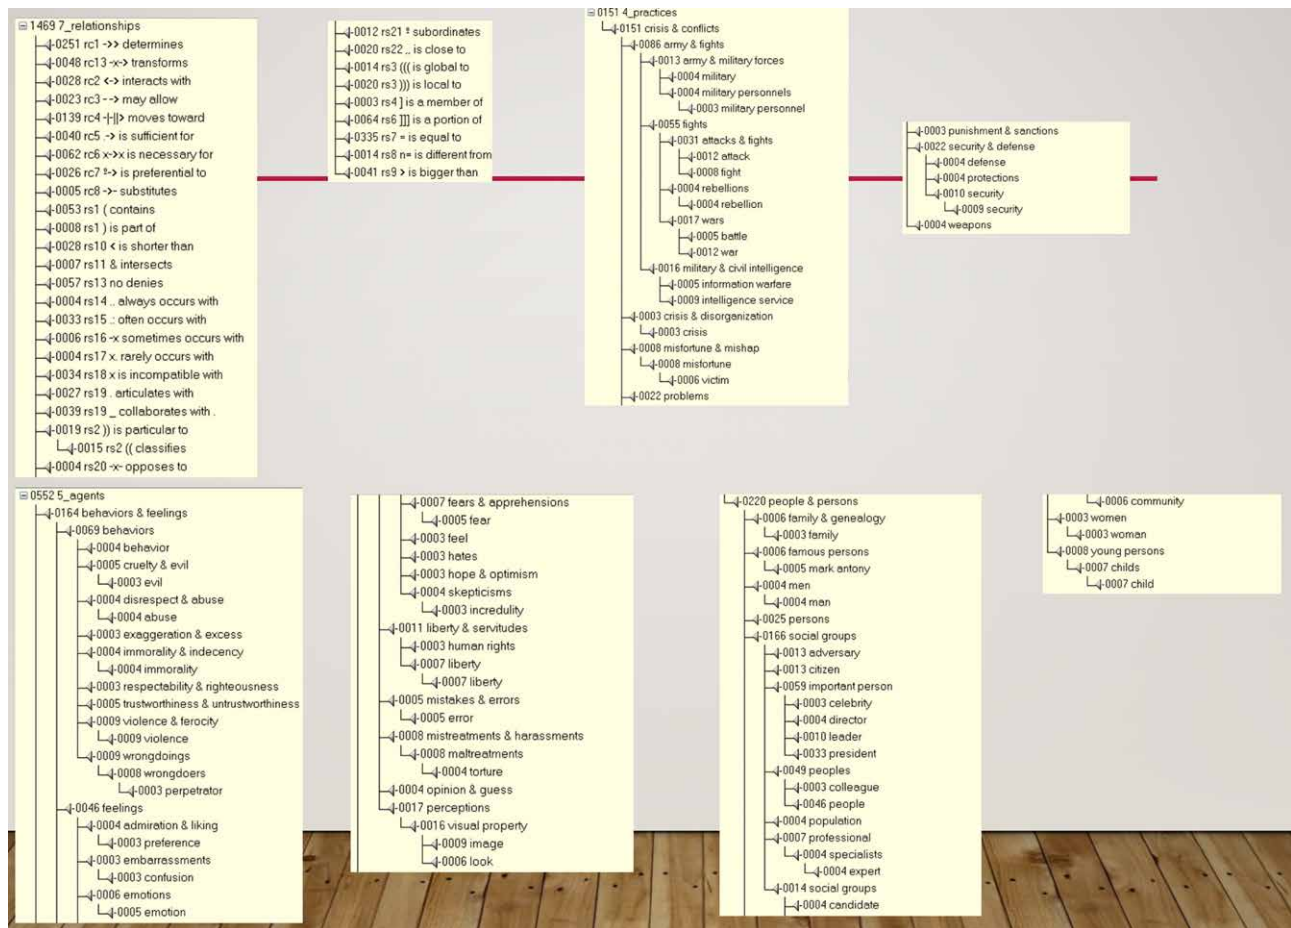 1469 7_relationships
0251 rc1 ->> determines
0048 rc13 -x-> transforms
0028 rc2 <-> interacts with
0023 rc3 --> may allow
0139 rc4 -|-||> moves toward
0040 rc5 .-> is sufficient for
0062 rc6 x->x is necessary for
0026 rc7 º-> is preferential to
0005 rc8 ->- substitutes
0053 rs1 ( contains
0008 rs1 ) is part of
0028 rs10 < is shorter than
0007 rs11 & intersects
0057 rs13 no denies
0004 rs14 .. always occurs with
0033 rs15 .: often occurs with
0006 rs16 -x sometimes occurs with
0004 rs17 x. rarely occurs with
0034 rs18 x is incompatible with
0027 rs19 . articulates with
0039 rs19 _ collaborates with .
0019 rs2 )) is particular to
0015 rs2 (( classifies
0004 rs20 -x- opposes to
0012 rs21 º subordinates
0020 rs22 ,, is close to
0014 rs3 ((( is global to
0020 rs3 ))) is local to
0003 rs4 ] is a member of
0064 rs6 ]]] is a portion of
0335 rs7 = is equal to
0014 rs8 n= is different from
0041 rs9 > is bigger than
0151 4_practices
0151 crisis & conflicts
0086 army & fights
0013 army & military forces
0004 military
0004 military personnels
0003 military personnel
0055 fights
0031 attacks & fights
0012 attack
0008 fight
0004 rebellions
0004 rebellion
0017 wars
0005 battle
0012 war
0016 military & civil intelligence
0005 information warfare
0009 intelligence service
0003 crisis & disorganization
0003 crisis
0008 misfortune & mishap
0008 misfortune
0006 victim
0022 problems
0003 punishment & sanctions
0022 security & defense
0004 defense
0004 protections
0010 security
0009 security
0004 weapons
0552 5_agents
0164 behaviors & feelings
0069 behaviors
0004 behavior
0005 cruelty & evil
0003 evil
0004 disrespect & abuse
0004 abuse
0003 exaggeration & excess
0004 immorality & indecency
0004 immorality
0003 respectability & righteousness
0005 trustworthiness & untrustworthiness
0009 violence & ferocity
0009 violence
0009 wrongdoings
0008 wrongdoers
0003 perpetrator
0046 feelings
0004 admiration & liking
0003 preference
0003 embarrassments
0003 confusion
0006 emotions
0005 emotion
0007 fears & apprehensions
0005 fear
0003 feel
0003 hates
0003 hope & optimism
0004 skepticisms
0003 incredulity
0011 liberty & servitudes
0003 human rights
0007 liberty
0007 liberty
0005 mistakes & errors
0005 error
0008 mistreatments & harassments
0008 maltreatments
0004 torture
0004 opinion & guess
0017 perceptions
0016 visual property
0009 image
0006 look
0220 people & persons
0006 family & genealogy
0003 family
0006 famous persons
0005 mark antony
0004 men
0004 man
0025 persons
0166 social groups
0013 adversary
0013 citizen
0059 important person
0003 celebrity
0004 director
0010 leader
0033 president
0049 peoples
0003 colleague
0046 people
0004 population
0007 professional
0004 specialists
0004 expert
0014 social groups
0004 candidate
0006 community
0003 women
0003 woman
0008 young persons
0007 childs
0007 child